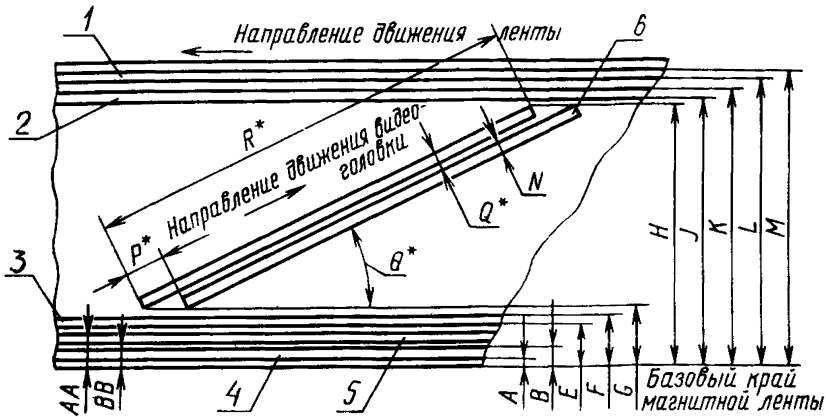 1
Направление движения ленты
6
2
R*
Направление движения видео-
головки
N
Q*
P*
H
J
K
L
M
3
θ*
4
5
AA
BB
A
B
E
F
G
Базовый край
магнитной ленты